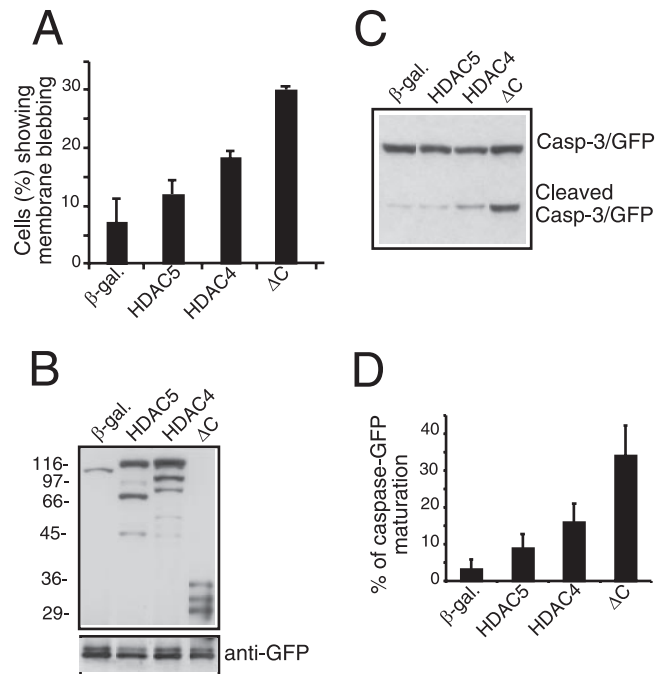 A
Cells (%) showing
membrane blebbing
30
20
10
0
β-gal.
HDAC5
HDAC4
ΔC
B
β-gal.
HDAC5
HDAC4
ΔC
116-
97-
66-
45-
36-
29-
anti-GFP
C
β-gal.
HDAC5
HDAC4
ΔC
Casp-3/GFP
Cleaved
Casp-3/GFP
D
% of caspase-GFP
maturation
40
30
20
10
0
β-gal.
HDAC5
HDAC4
ΔC